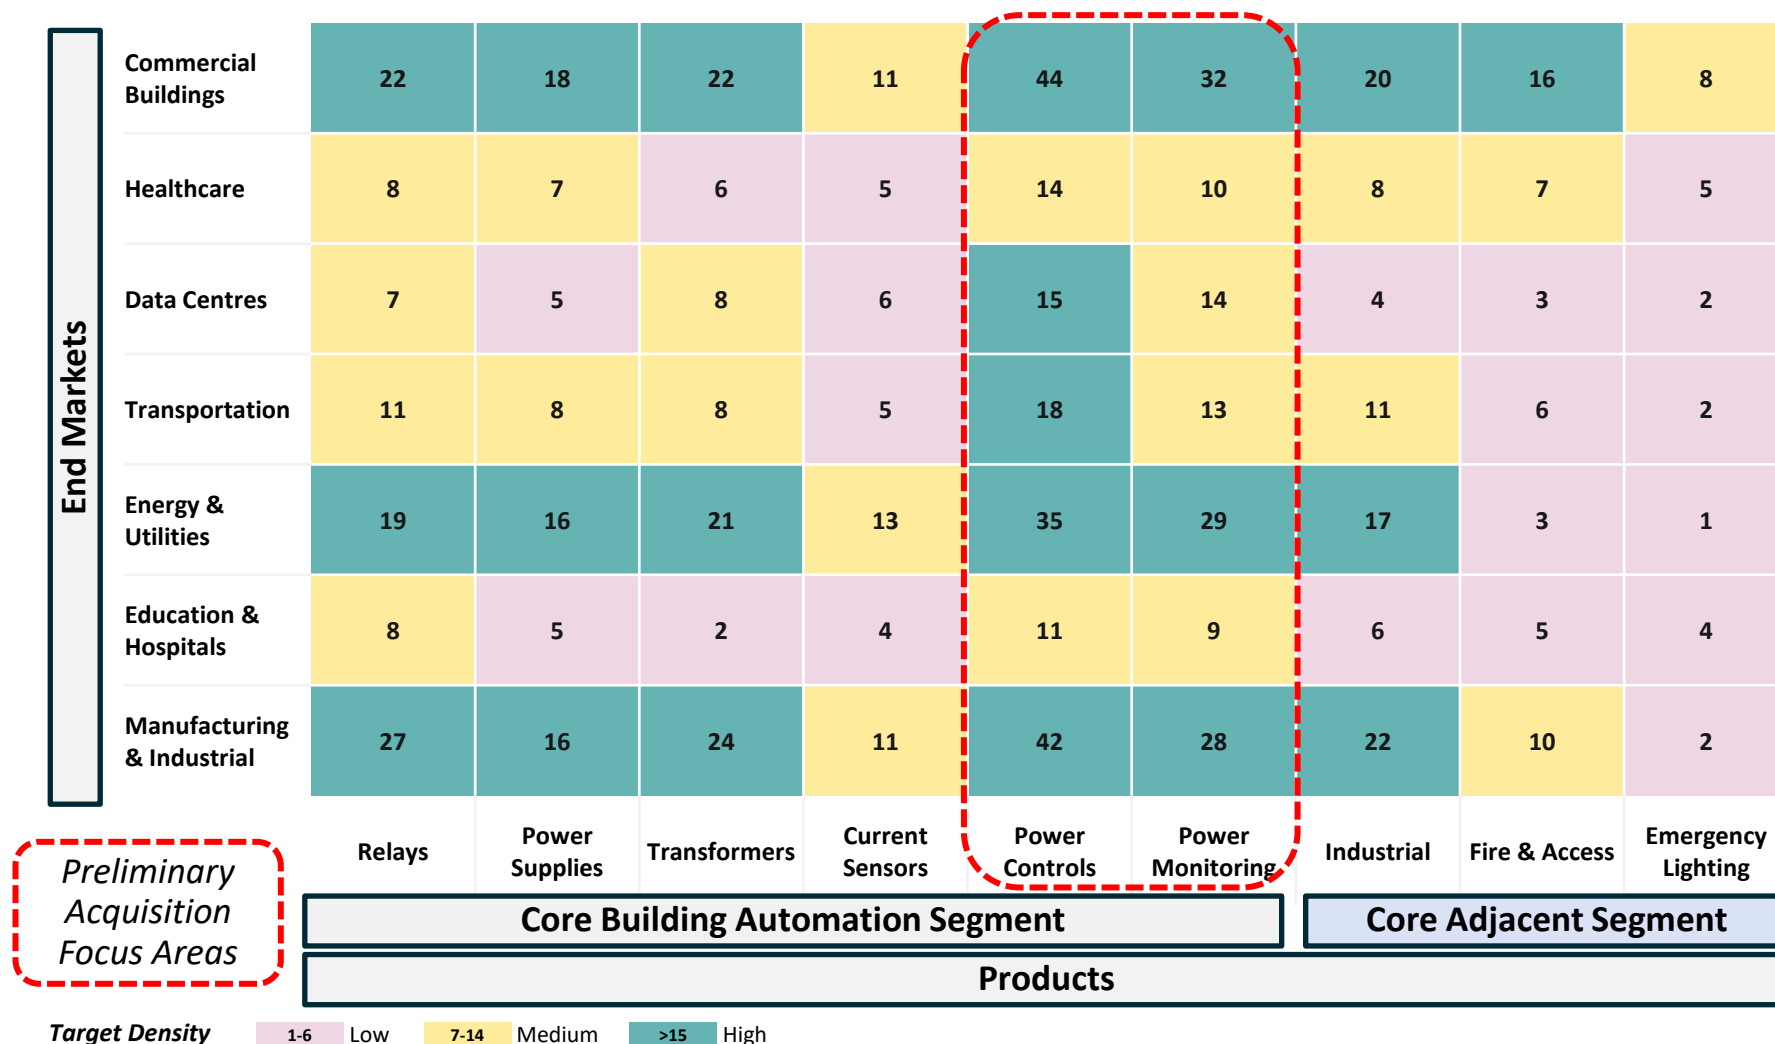 Commercial
Buildings
22 18 22 11 44 32 20 16 8
Healthcare
8 7 6 5 14 10 8 7 5
Data Centres
7 5 8 6 15 14 4 3 2
Transportation
11 8 8 5 18 13 11 6 2
Energy &
Utilities
19 16 21 13 35 29 17 3 1
Education &
Hospitals
8 5 2 4 11 9 6 5 4
Manufacturing
& Industrial
27 16 24 11 42 28 22 10 2
End Markets
Relays
Power
Supplies
Transformers
Current
Sensors
Power
Controls
Power
Monitoring
Industrial
Fire & Access
Emergency
Lighting
Preliminary
Acquisition
Focus Areas
Core Building Automation Segment
Core Adjacent Segment
Products
Target Density
1-6 Low 7-14 Medium >15 High